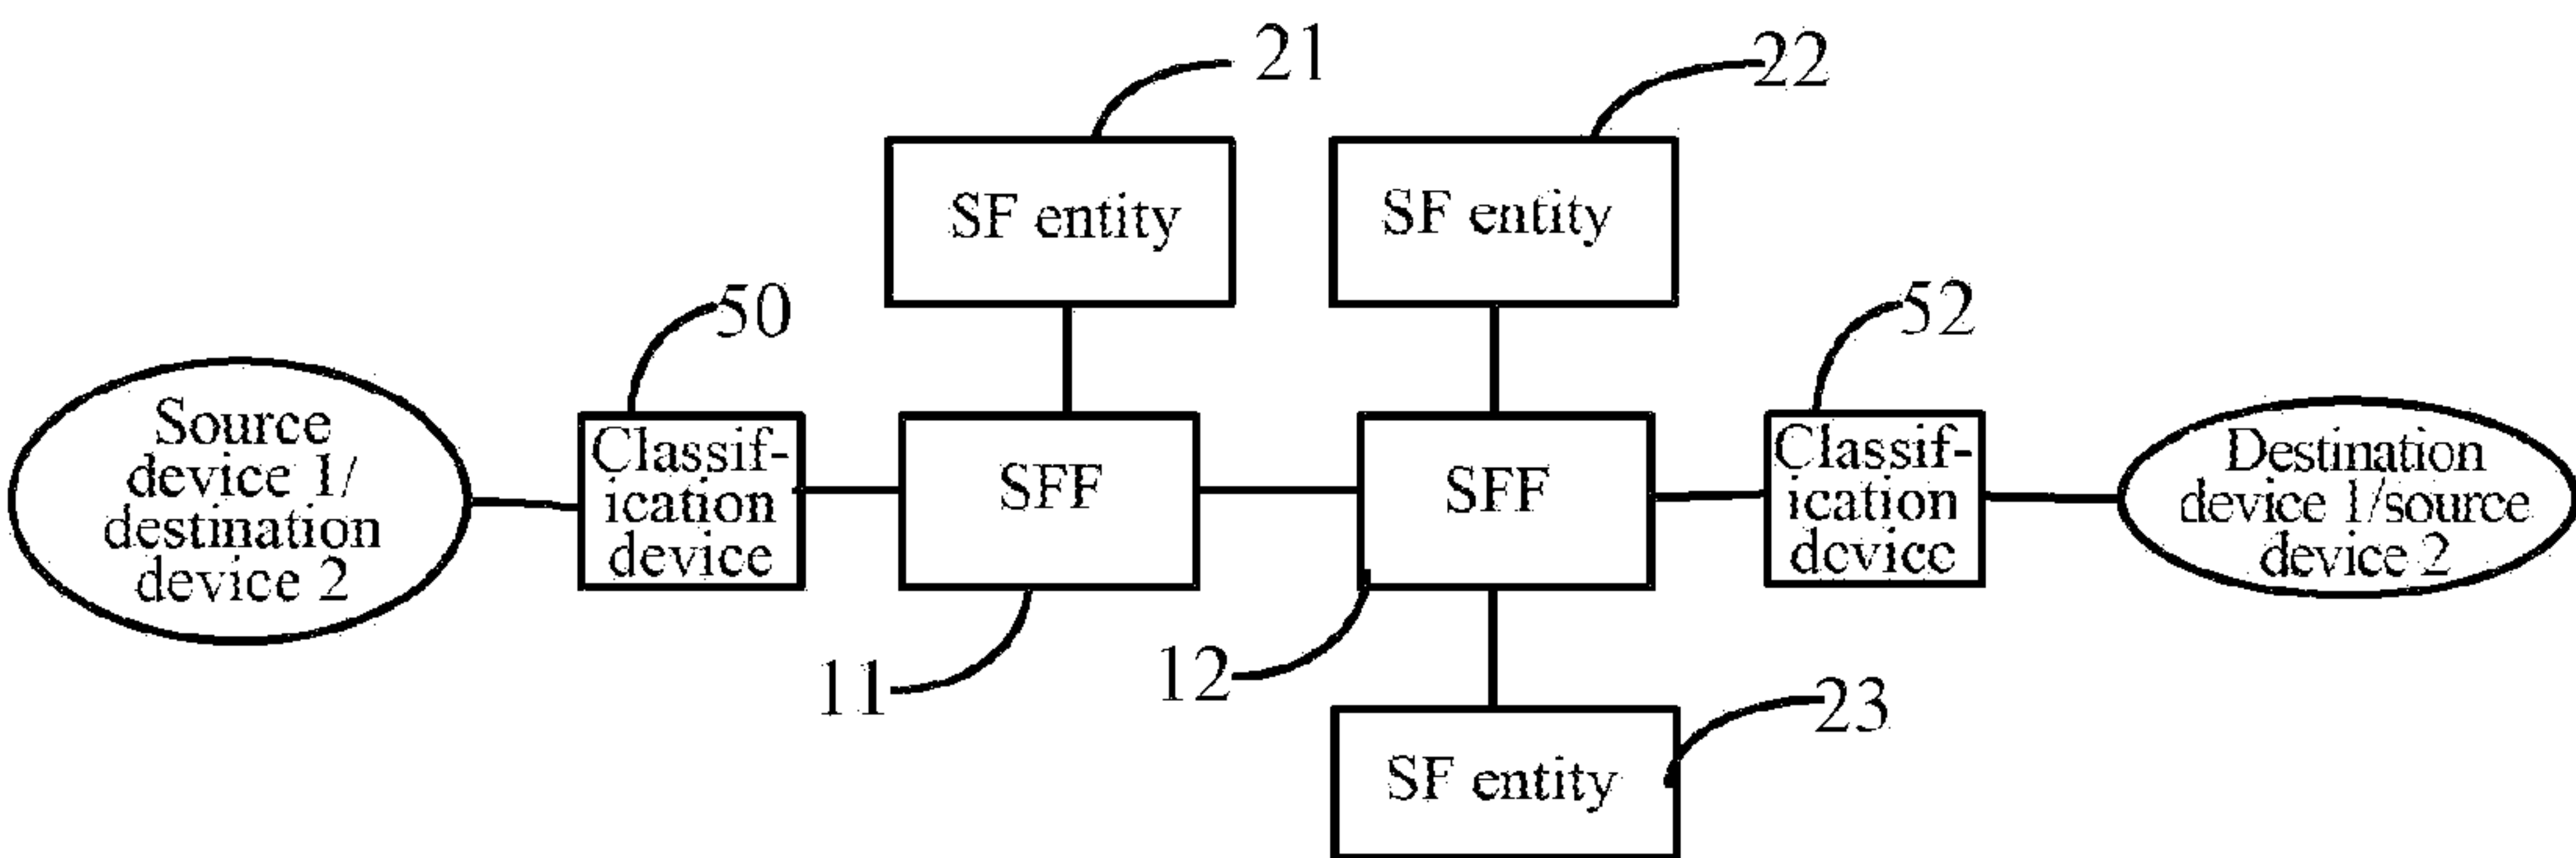 21
22
SF entity
SF entity
50
52
Source
device 1/
destination
device 2
Classif-
ication
device
SFF
SFF
Classif-
ication
device
Destination
device 1/source
device 2
11
12
23
SF entity